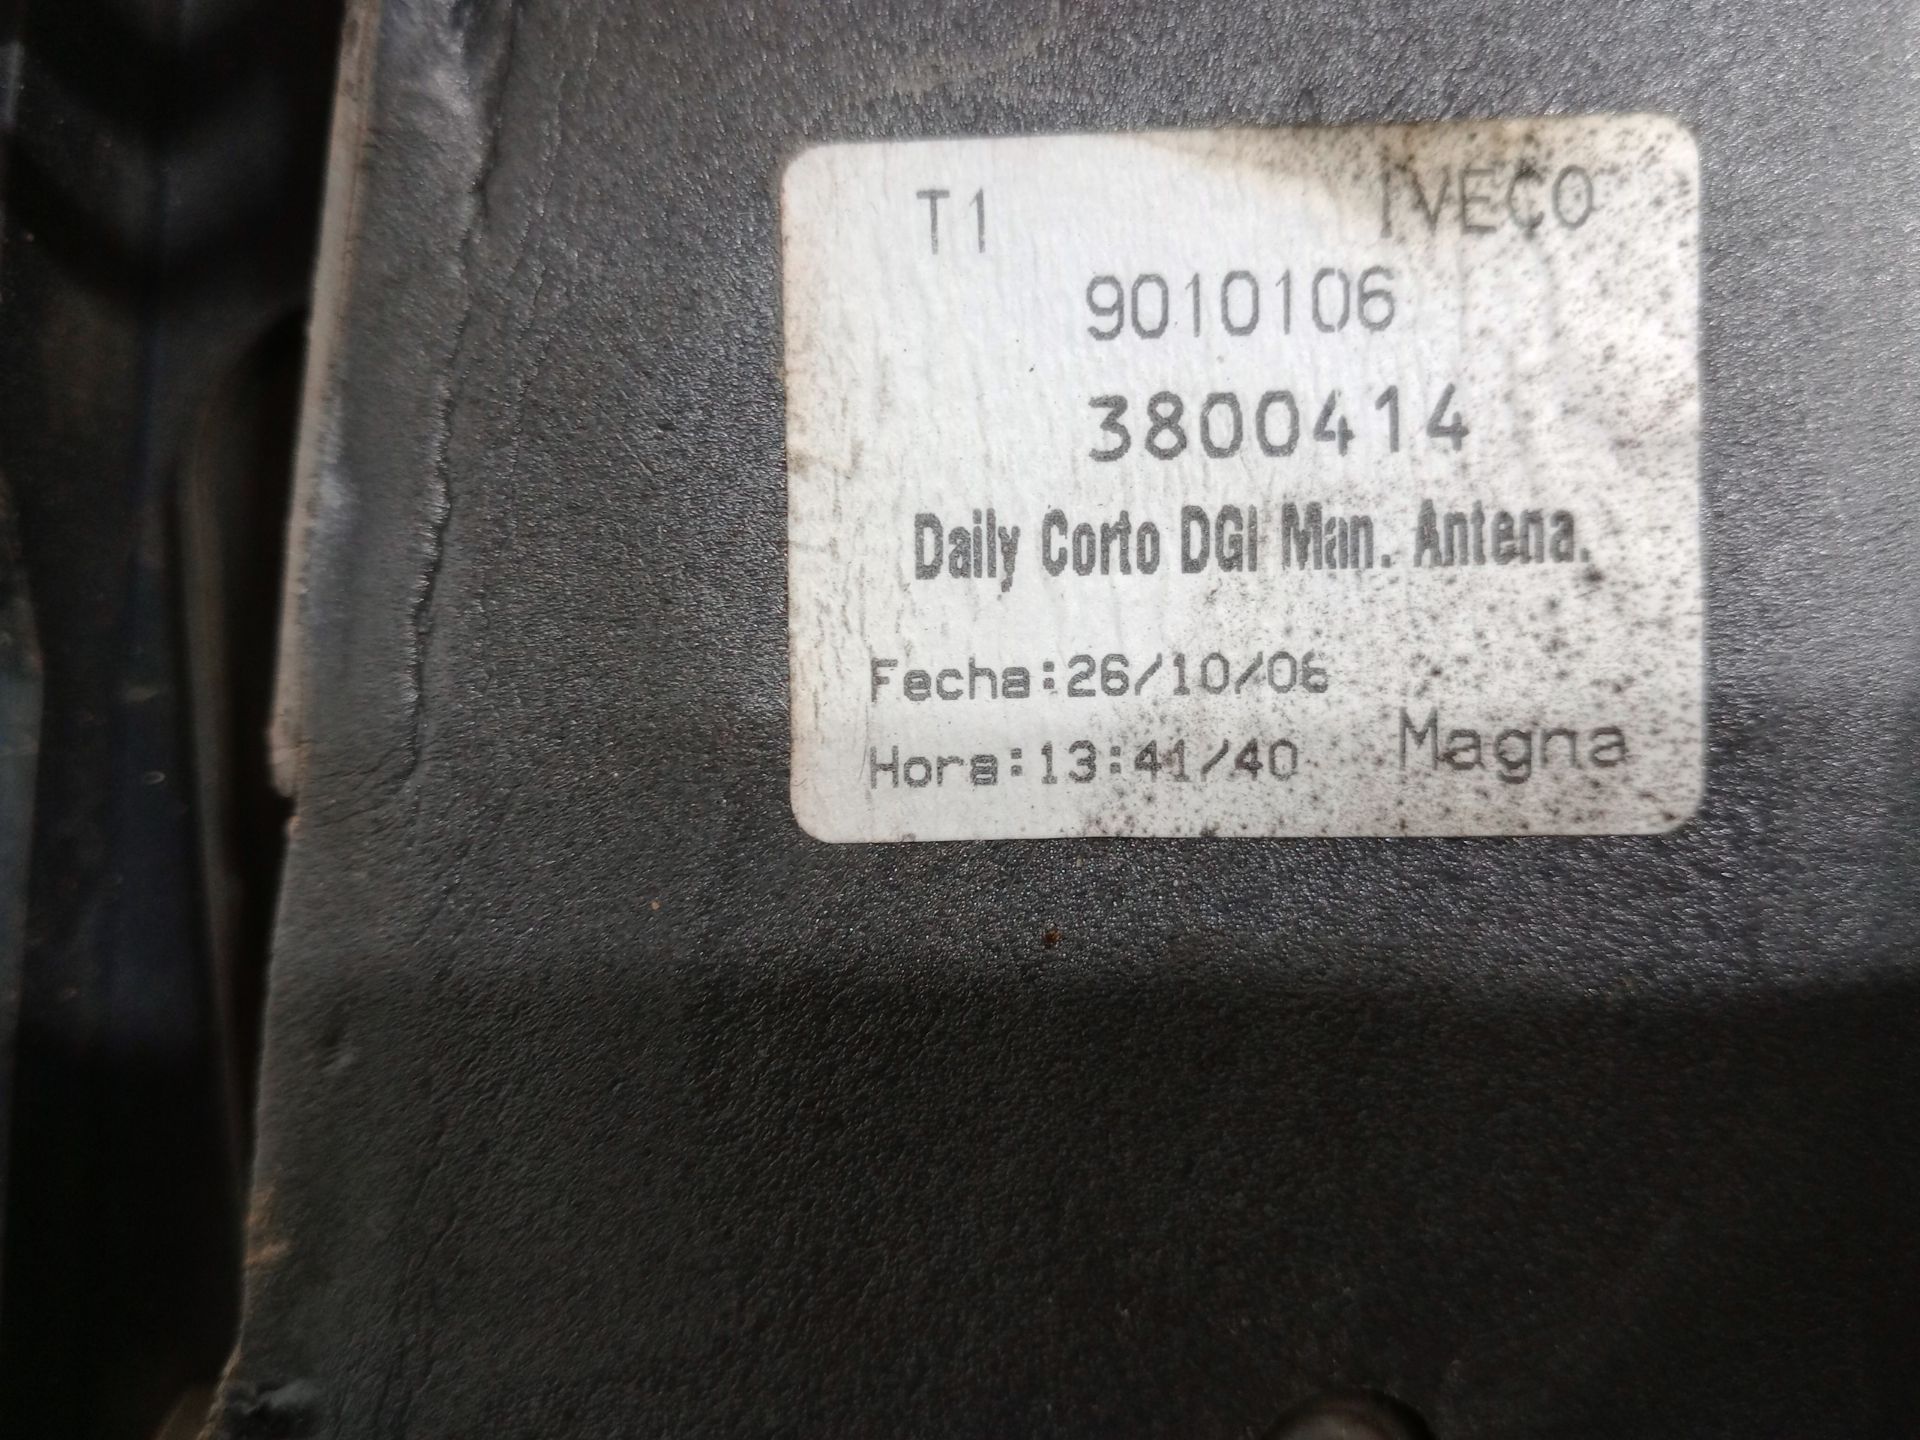 T1 IVECO
9010106
3800414
Daily Corto DGI Man. Antena.
Fecha:26/10/06
Hora:13:41/40 Magna